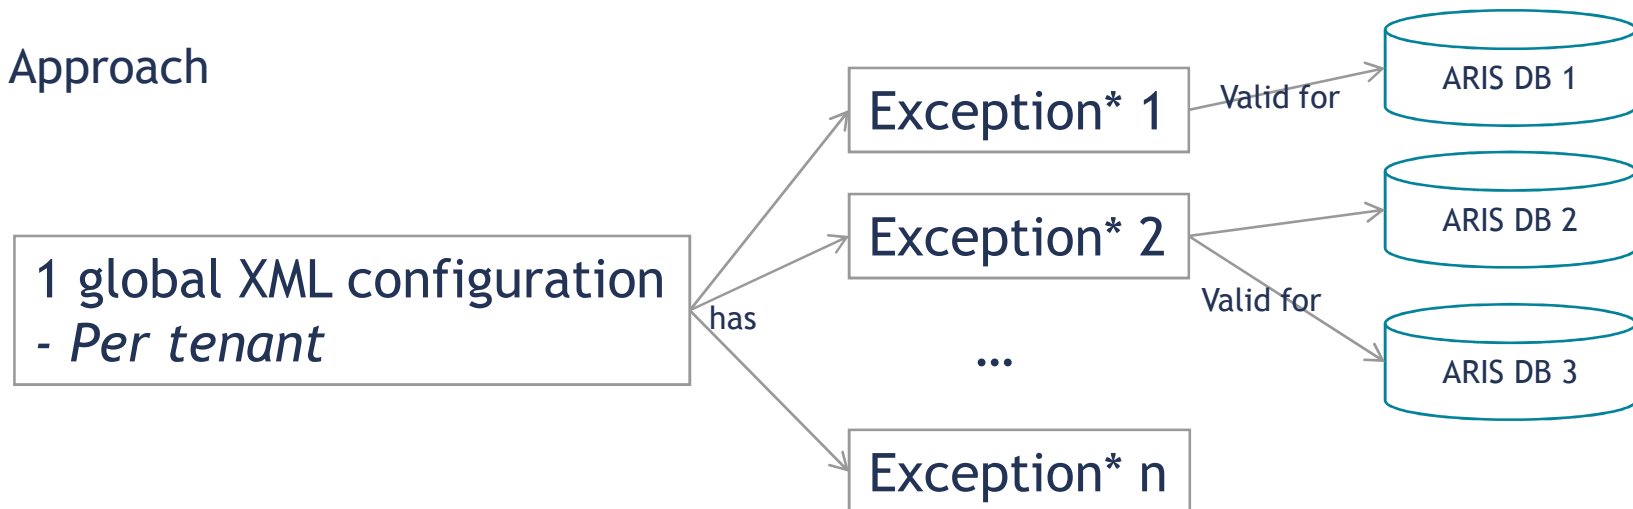 Approach
1 global XML configuration
- Per tenant
has
Exception* 1
Exception* 2
...
Exception* n
Valid for
Valid for
ARIS DB 1
ARIS DB 2
ARIS DB 3